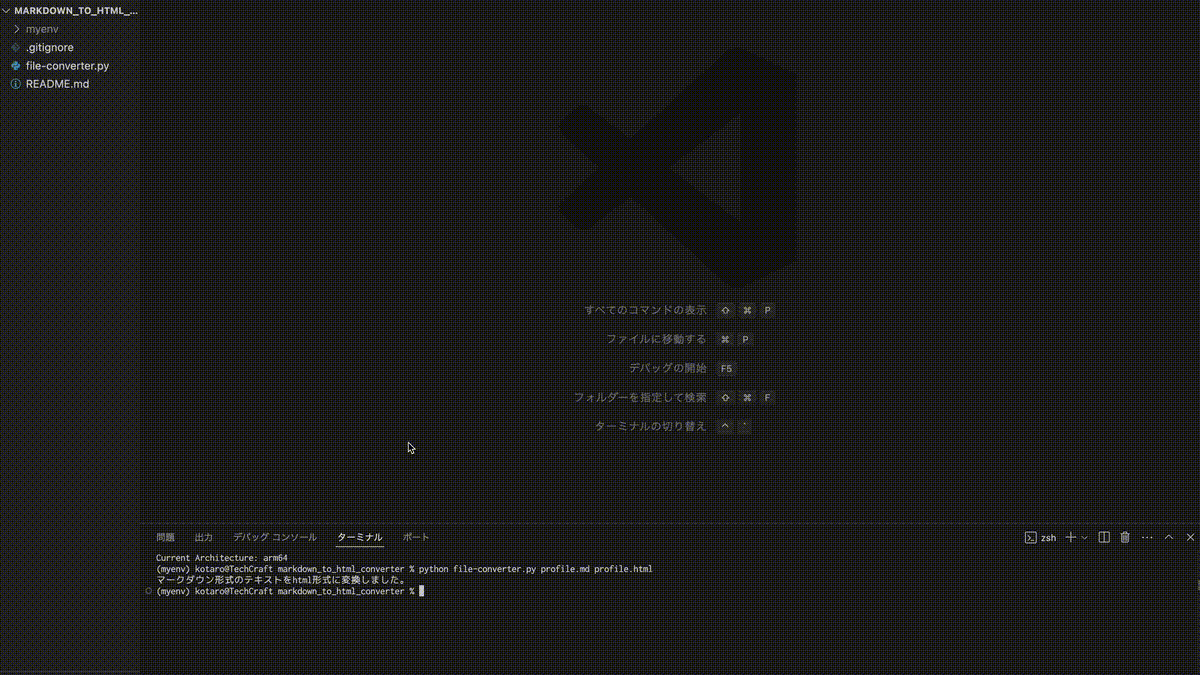 MARKDOWN_TO_HTML_...
myenv
.gitignore
file-converter.py
README.md
すべてのコマンドの表示 ⇧ ⌘ P
ファイルに移動する ⌘ P
デバッグの開始 F5
フォルダーを指定して検索 ⇧ ⌘ F
ターミナルの切り替え ^ `
問題 出力 デバッグ コンソール ターミナル ポート zsh
Current Architecture: arm64
(myenv) kotaro@TechCraft markdown_to_html_converter % python file-converter.py profile.md profile.html
マークダウン形式のテキストをhtml形式に変換しました。
(myenv) kotaro@TechCraft markdown_to_html_converter %